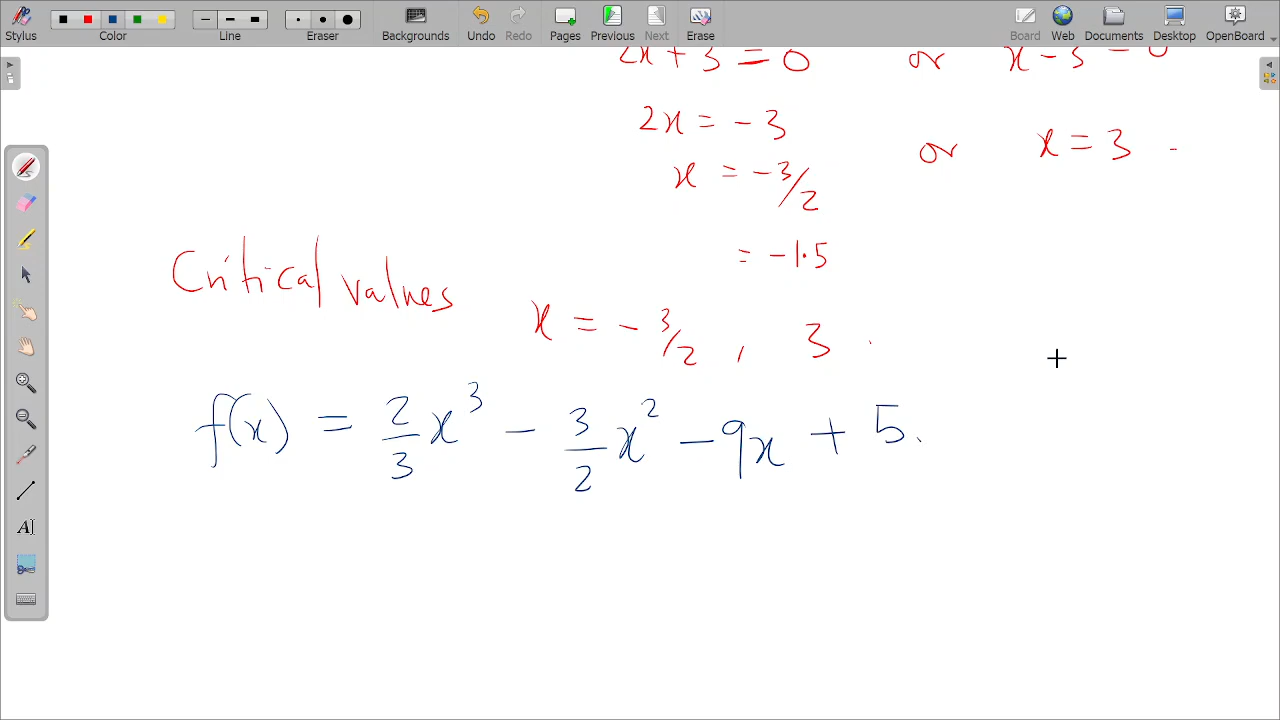 Stylus Color Line Eraser Backgrounds Undo Redo Pages Previous Next Erase Board Web Documents Desktop OpenBoard
2x + 3 = 0 or x - 3 = 0
2x = - 3
x = - 3/2 or x = 3
= -1.5
Critical values x = - 3/2 , 3 .
f(x) = 2/3 x³ - 3/2 x² - 9x + 5.